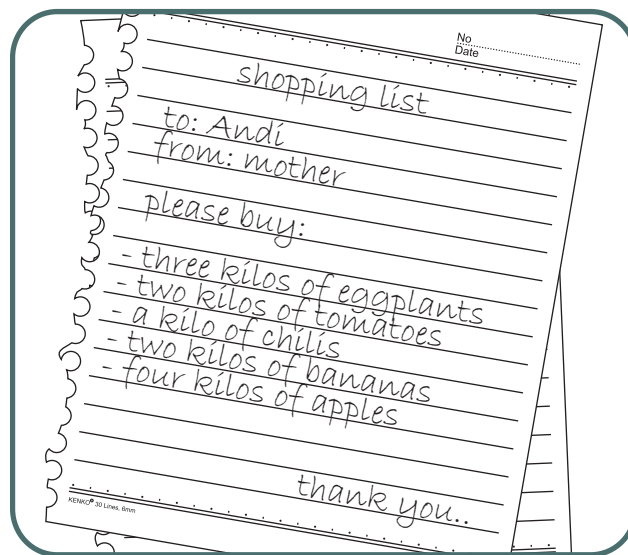 No
Date
shopping list
to: Andi
from: mother
please buy:
- three kilos of eggplants
- two kilos of tomatoes
- a kilo of chilis
- two kilos of bananas
- four kilos of apples
thank you..
KENKO® 30 Lines, 6mm